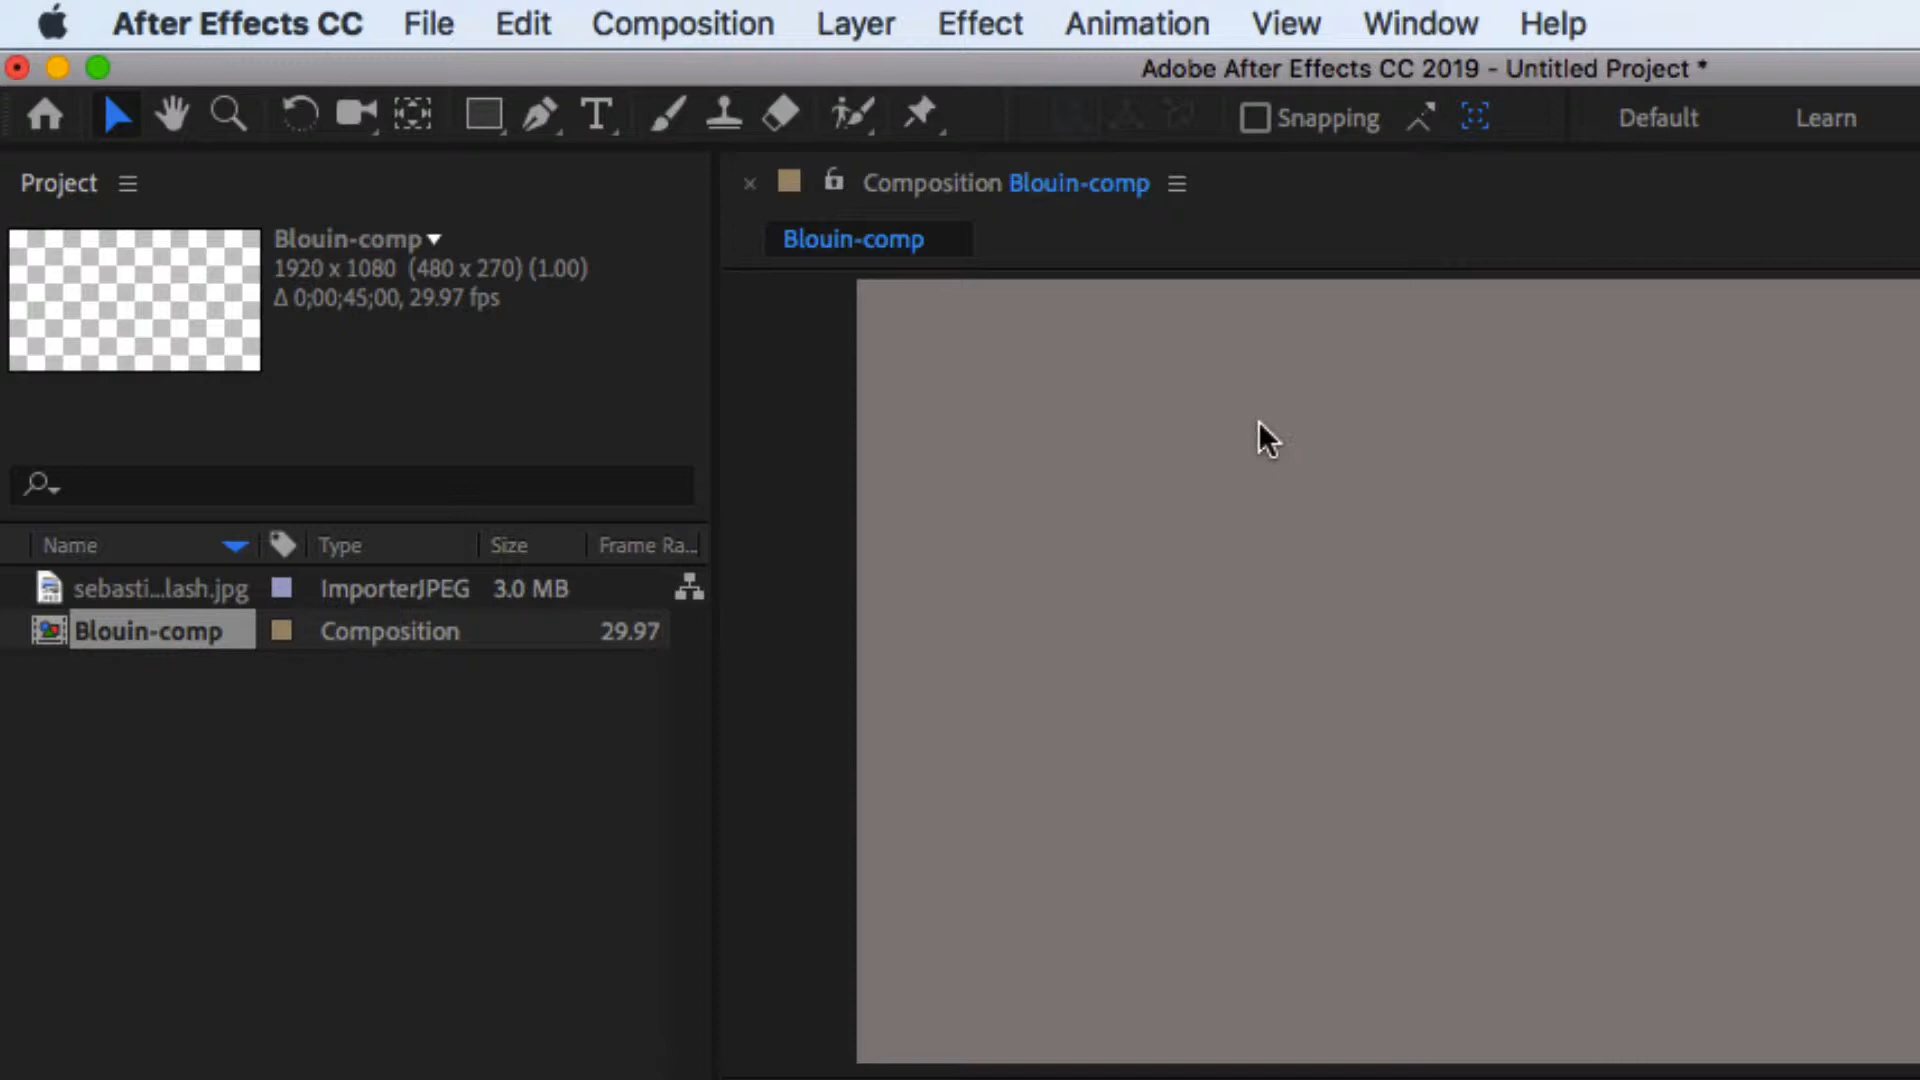 After Effects CC File Edit Composition Layer Effect Animation View Window Help
Adobe After Effects CC 2019 - Untitled Project *
Snapping Default Learn
Project
Composition Blouin-comp
Blouin-comp
Blouin-comp
1920 x 1080 (480 x 270) (1.00)
Δ 0;00;45;00, 29.97 fps
Name Type Size Frame Ra...
sebasti...lash.jpg ImporterJPEG 3.0 MB
Blouin-comp Composition 29.97